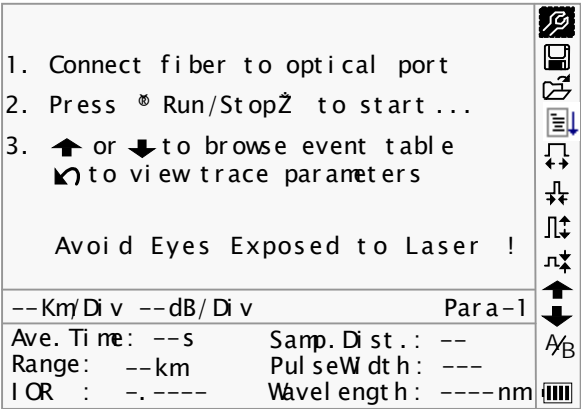 1. Connect fiber to optical port
2. Press ® Run/StopŽ to start...
3. ↑ or ↓ to browse event table
↶ to view trace parameters
Avoid Eyes Exposed to Laser !
--Km/Div --dB/Div Para-1
Ave.Time: --s Samp.Dist.: --
Range: --km PulseWidth: ---
IOR : -.---- Wavelength: ----nm
A/B